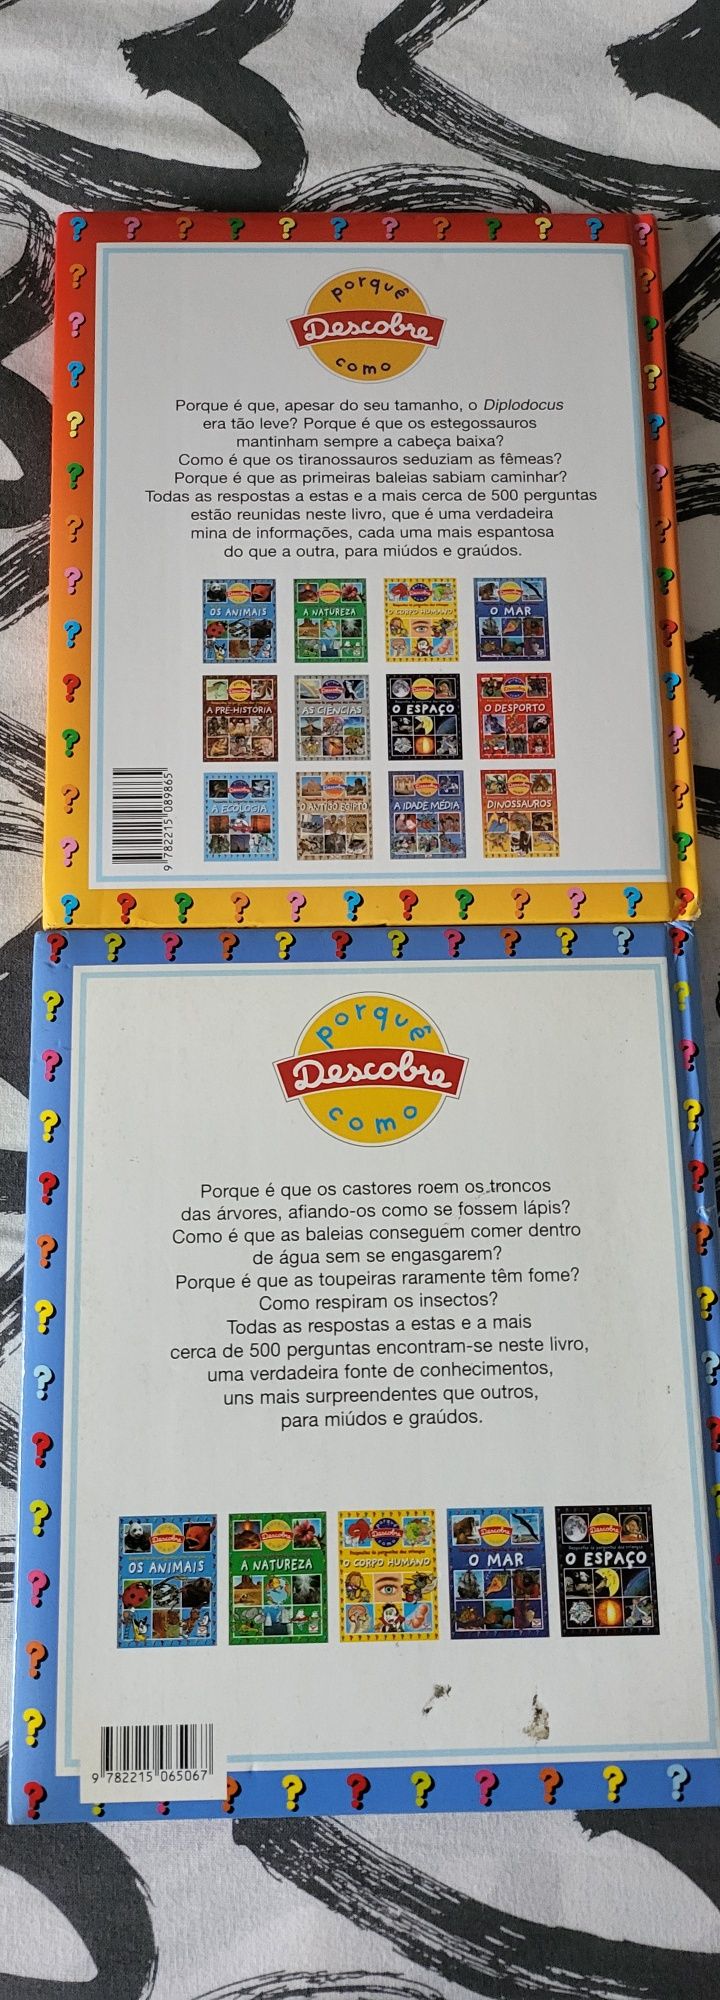 porquê
Descobre
como
Porque é que, apesar do seu tamanho, o Diplodocus
era tão leve? Porque é que os estegossauros
mantinham sempre a cabeça baixa?
Como é que os tiranossauros seduziam as fêmeas?
Porque é que as primeiras baleias sabiam caminhar?
Todas as respostas a estas e a mais cerca de 500 perguntas
estão reunidas neste livro, que é uma verdadeira
mina de informações, cada uma mais espantosa
do que a outra, para miúdos e graúdos.
OS ANIMAIS
A NATUREZA
O CORPO HUMANO
O MAR
A PRÉ-HISTÓRIA
AS CIÊNCIAS
O ESPAÇO
O DESPORTO
A ECOLOGIA
O ANTIGO EGIPTO
A IDADE MÉDIA
DINOSSAUROS
9 782215 089865
porquê
Descobre
como
Porque é que os castores roem os troncos
das árvores, afiando-os como se fossem lápis?
Como é que as baleias conseguem comer dentro
de água sem se engasgarem?
Porque é que as toupeiras raramente têm fome?
Como respiram os insectos?
Todas as respostas a estas e a mais
cerca de 500 perguntas encontram-se neste livro,
uma verdadeira fonte de conhecimentos,
uns mais surpreendentes que outros,
para miúdos e graúdos.
Descobre
OS ANIMAIS
Descobre
A NATUREZA
Descobre
O CORPO HUMANO
Descobre
O MAR
Descobre
O ESPAÇO
9 782215 065067